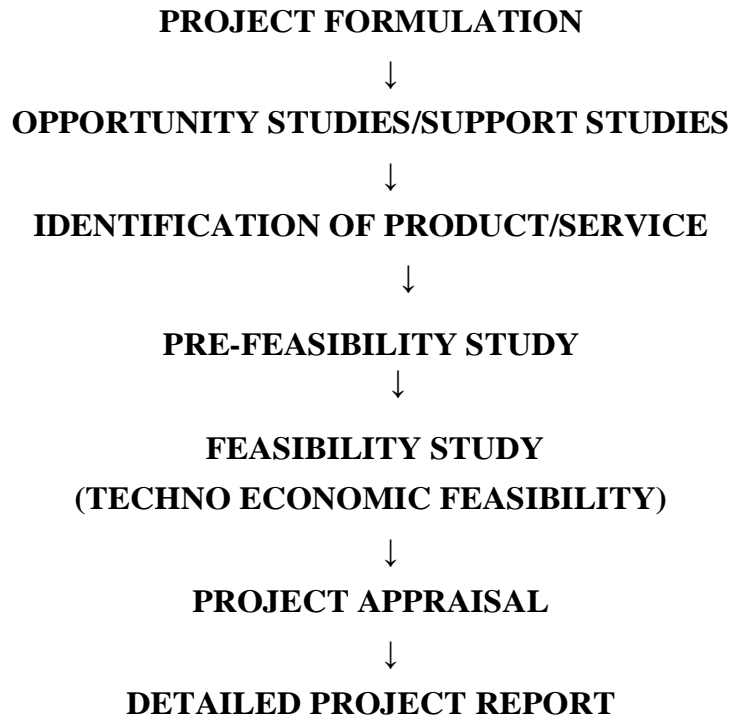 PROJECT FORMULATION
↓
OPPORTUNITY STUDIES/SUPPORT STUDIES
↓
IDENTIFICATION OF PRODUCT/SERVICE
↓
PRE-FEASIBILITY STUDY
↓
FEASIBILITY STUDY
(TECHNO ECONOMIC FEASIBILITY)
↓
PROJECT APPRAISAL
↓
DETAILED PROJECT REPORT